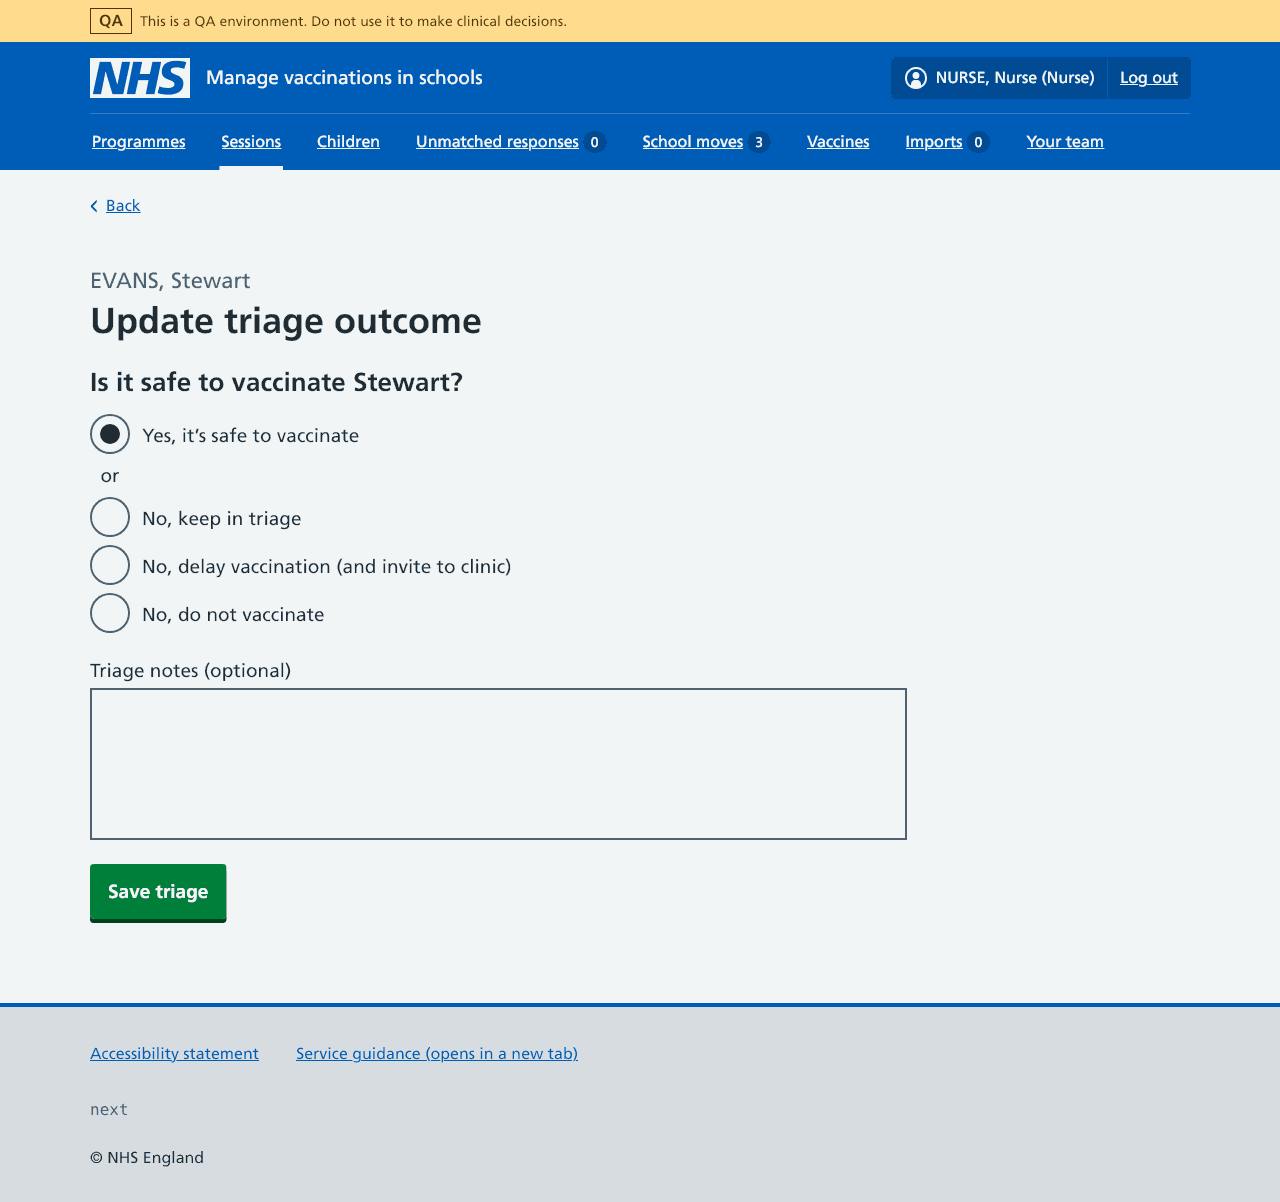 QA This is a QA environment. Do not use it to make clinical decisions.
NHS Manage vaccinations in schools NURSE, Nurse (Nurse) Log out
Programmes Sessions Children Unmatched responses 0 School moves 3 Vaccines Imports 0 Your team
Back
EVANS, Stewart
Update triage outcome
Is it safe to vaccinate Stewart?
Yes, it’s safe to vaccinate
or
No, keep in triage
No, delay vaccination (and invite to clinic)
No, do not vaccinate
Triage notes (optional)
Save triage
Accessibility statement Service guidance (opens in a new tab)
next
© NHS England